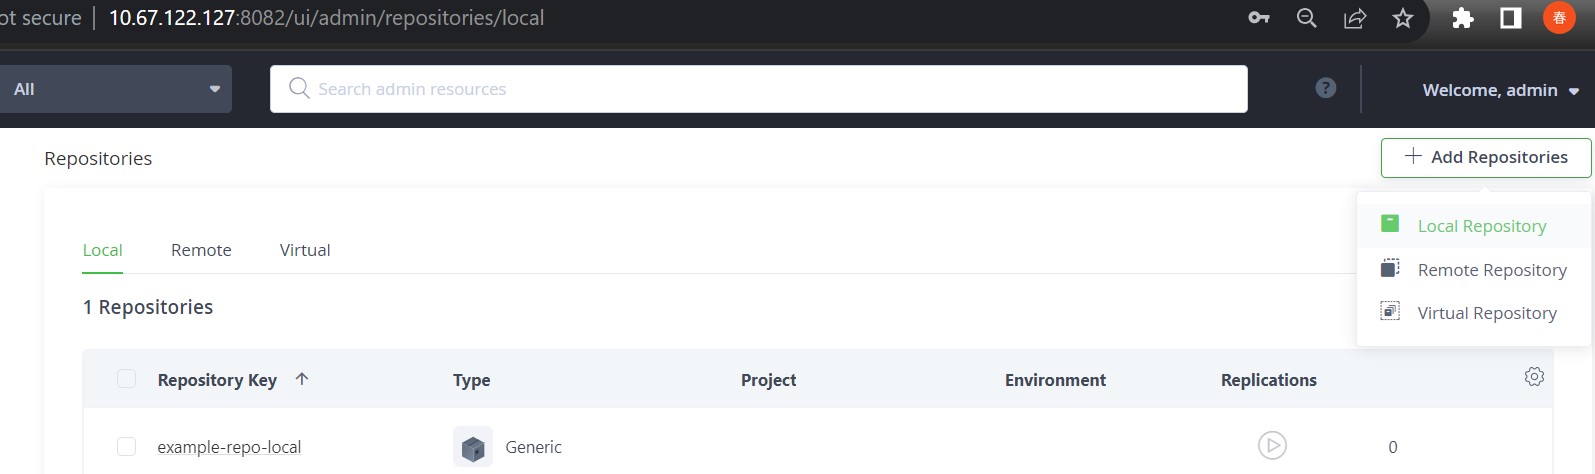 ot secure | 10.67.122.127:8082/ui/admin/repositories/local
春
All
Search admin resources
?
Welcome, admin
Repositories
+ Add Repositories
Local Repository
Remote Repository
Virtual Repository
Local Remote Virtual
1 Repositories
Repository Key ↑ Type Project Environment Replications
example-repo-local Generic 0